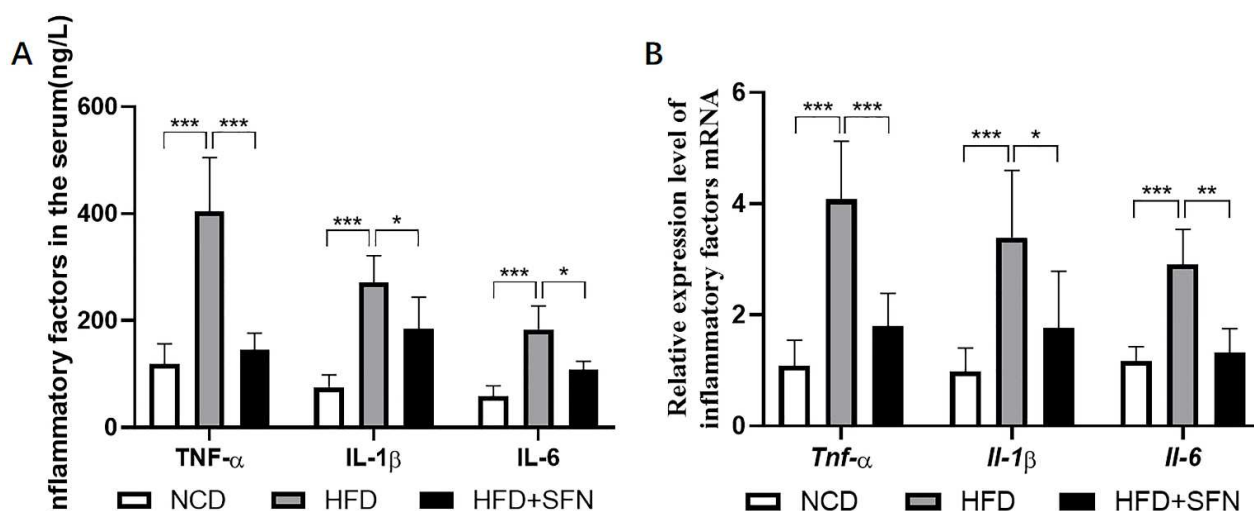 A
nflammatory factors in the serum(ng/L)
600
400
200
0
*** ***
*** *
*** *
TNF-α IL-1β IL-6
NCD HFD HFD+SFN
B
Relative expression level of
inflammatory factors mRNA
6
4
2
0
*** ***
*** *
*** **
Tnf-α Il-1β Il-6
NCD HFD HFD+SFN